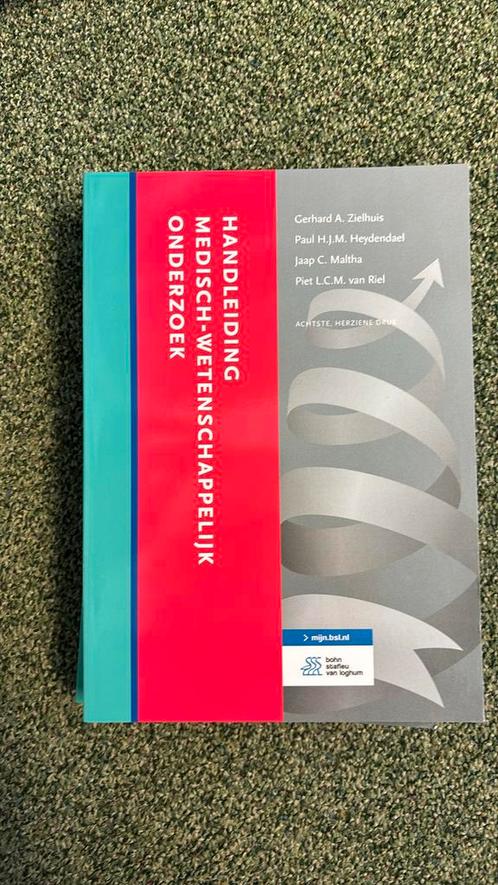 HANDLEIDING
MEDISCH-WETENSCHAPPELIJK
ONDERZOEK
Gerhard A. Zielhuis
Paul H.J.M. Heydendael
Jaap C. Maltha
Piet L.C.M. van Riel
ACHTSTE, HERZIENE DRUK
> mijn.bsl.nl
bohn
stafleu
van loghum